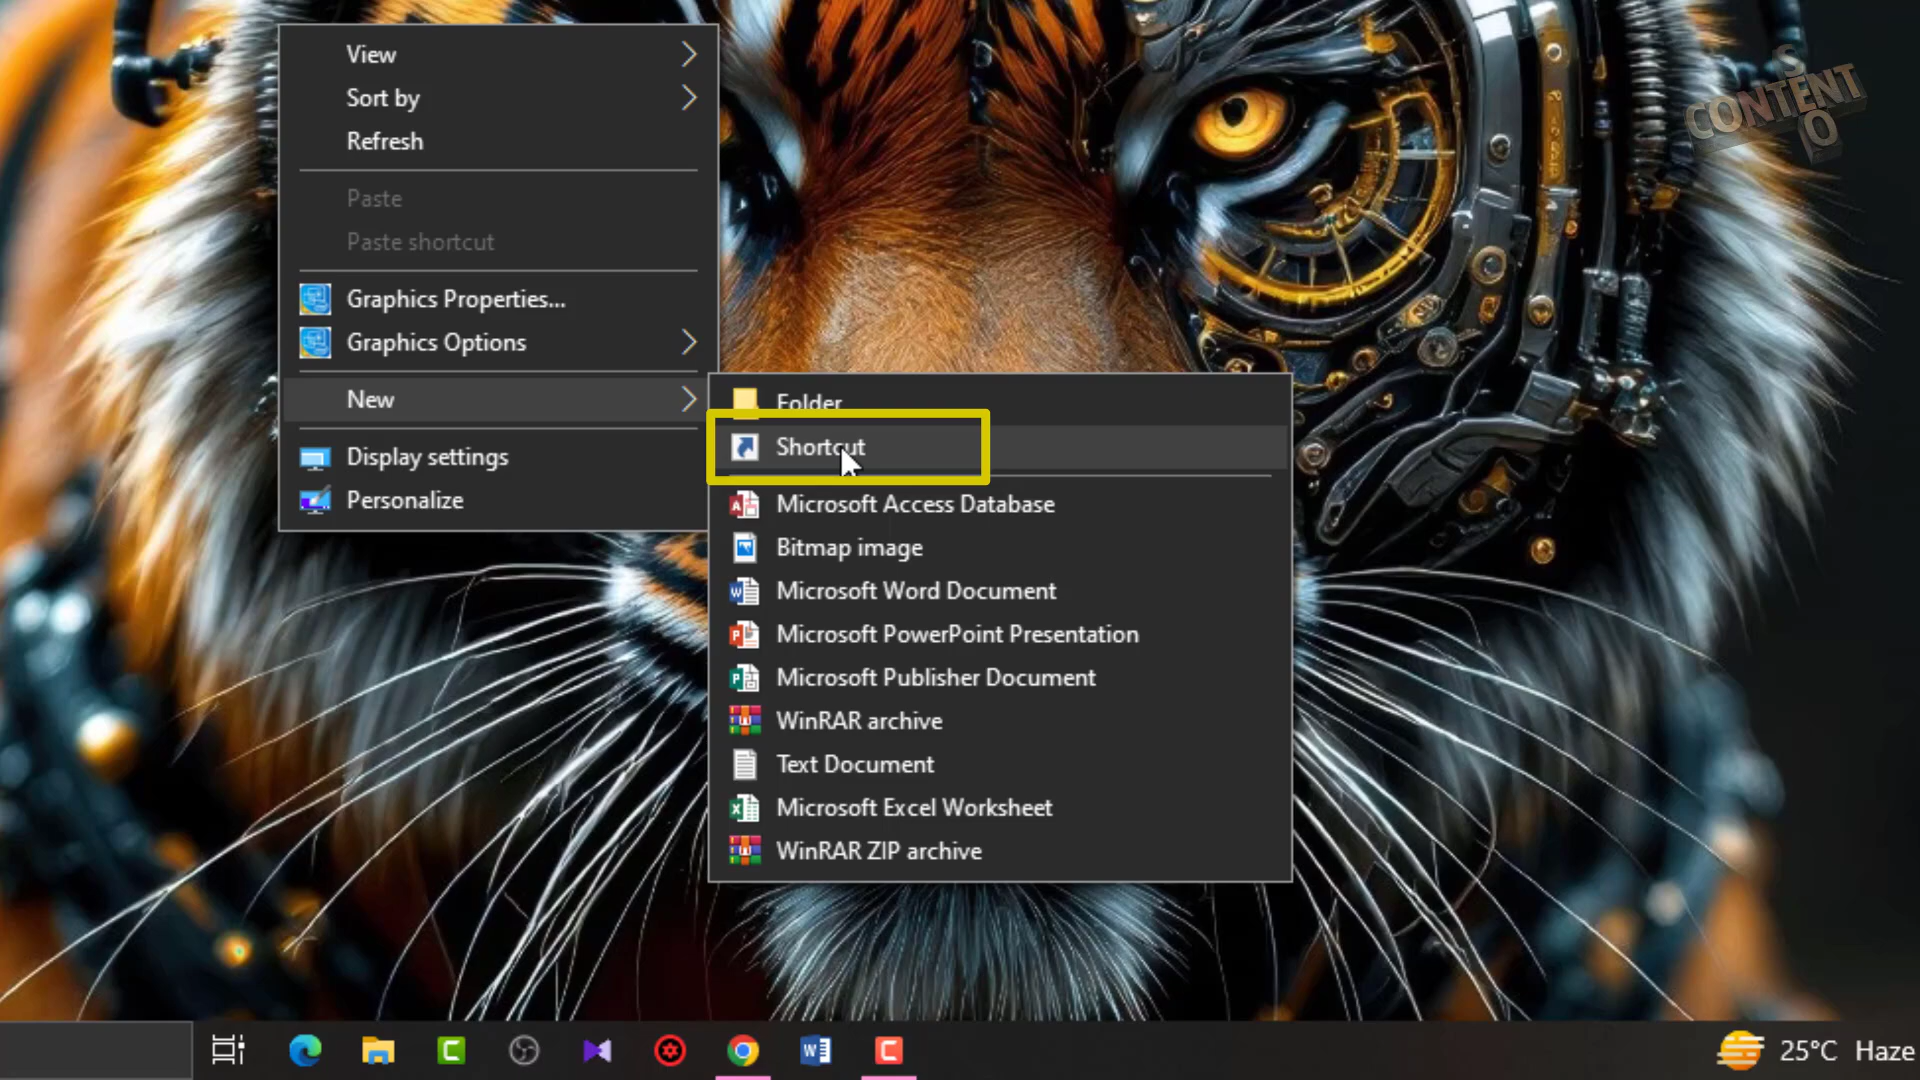 View
Sort by
Refresh
Paste
Paste shortcut
Graphics Properties...
Graphics Options
New
Display settings
Personalize
Folder
Shortcut
Microsoft Access Database
Bitmap image
Microsoft Word Document
Microsoft PowerPoint Presentation
Microsoft Publisher Document
WinRAR archive
Text Document
Microsoft Excel Worksheet
WinRAR ZIP archive
CONTENT
SEO
25°C Haze